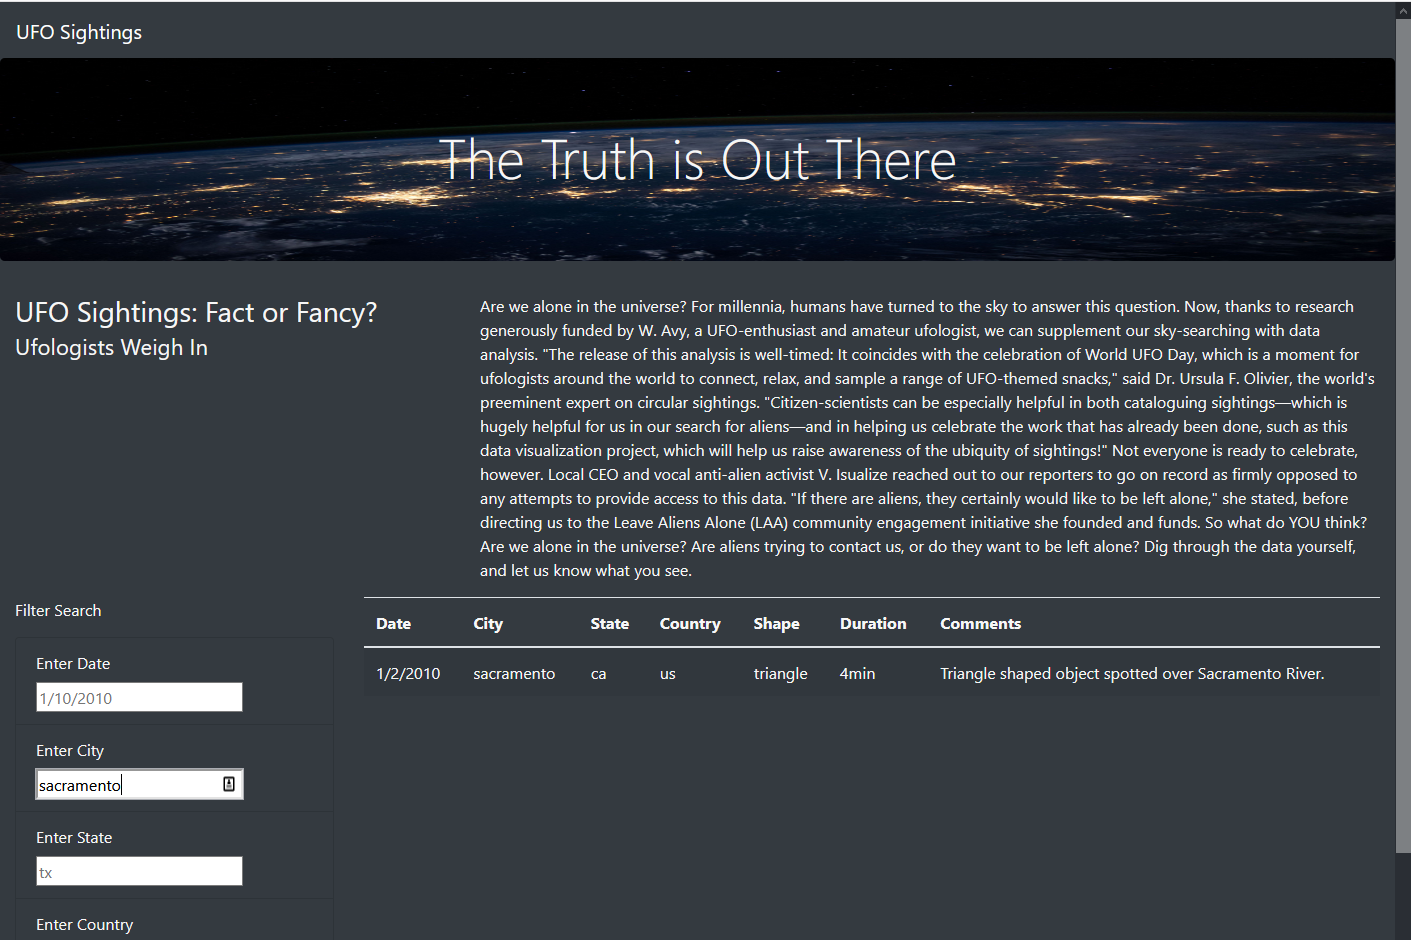 UFO Sightings
The Truth is Out There
UFO Sightings: Fact or Fancy?
Ufologists Weigh In
Are we alone in the universe? For millennia, humans have turned to the sky to answer this question. Now, thanks to research
generously funded by W. Avy, a UFO-enthusiast and amateur ufologist, we can supplement our sky-searching with data
analysis. "The release of this analysis is well-timed: It coincides with the celebration of World UFO Day, which is a moment for
ufologists around the world to connect, relax, and sample a range of UFO-themed snacks," said Dr. Ursula F. Olivier, the world's
preeminent expert on circular sightings. "Citizen-scientists can be especially helpful in both cataloguing sightings—which is
hugely helpful for us in our search for aliens—and in helping us celebrate the work that has already been done, such as this
data visualization project, which will help us raise awareness of the ubiquity of sightings!" Not everyone is ready to celebrate,
however. Local CEO and vocal anti-alien activist V. Isualize reached out to our reporters to go on record as firmly opposed to
any attempts to provide access to this data. "If there are aliens, they certainly would like to be left alone," she stated, before
directing us to the Leave Aliens Alone (LAA) community engagement initiative she founded and funds. So what do YOU think?
Are we alone in the universe? Are aliens trying to contact us, or do they want to be left alone? Dig through the data yourself,
and let us know what you see.
Filter Search
Enter Date
1/10/2010
Enter City
sacramento
Enter State
tx
Enter Country
Date City State Country Shape Duration Comments
1/2/2010 sacramento ca us triangle 4min Triangle shaped object spotted over Sacramento River.